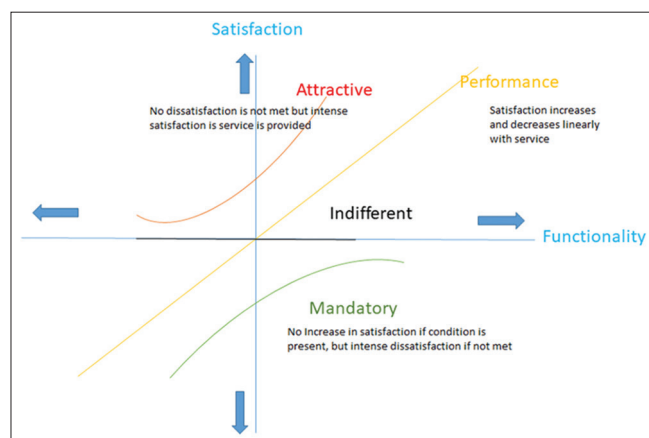 Satisfaction
Attractive
Performance
No dissatisfaction is not met but intense
satisfaction is service is provided
Satisfaction increases
and decreases linearly
with service
Indifferent
Functionality
Mandatory
No Increase in satisfaction if condition is
present, but intense dissatisfaction if not met